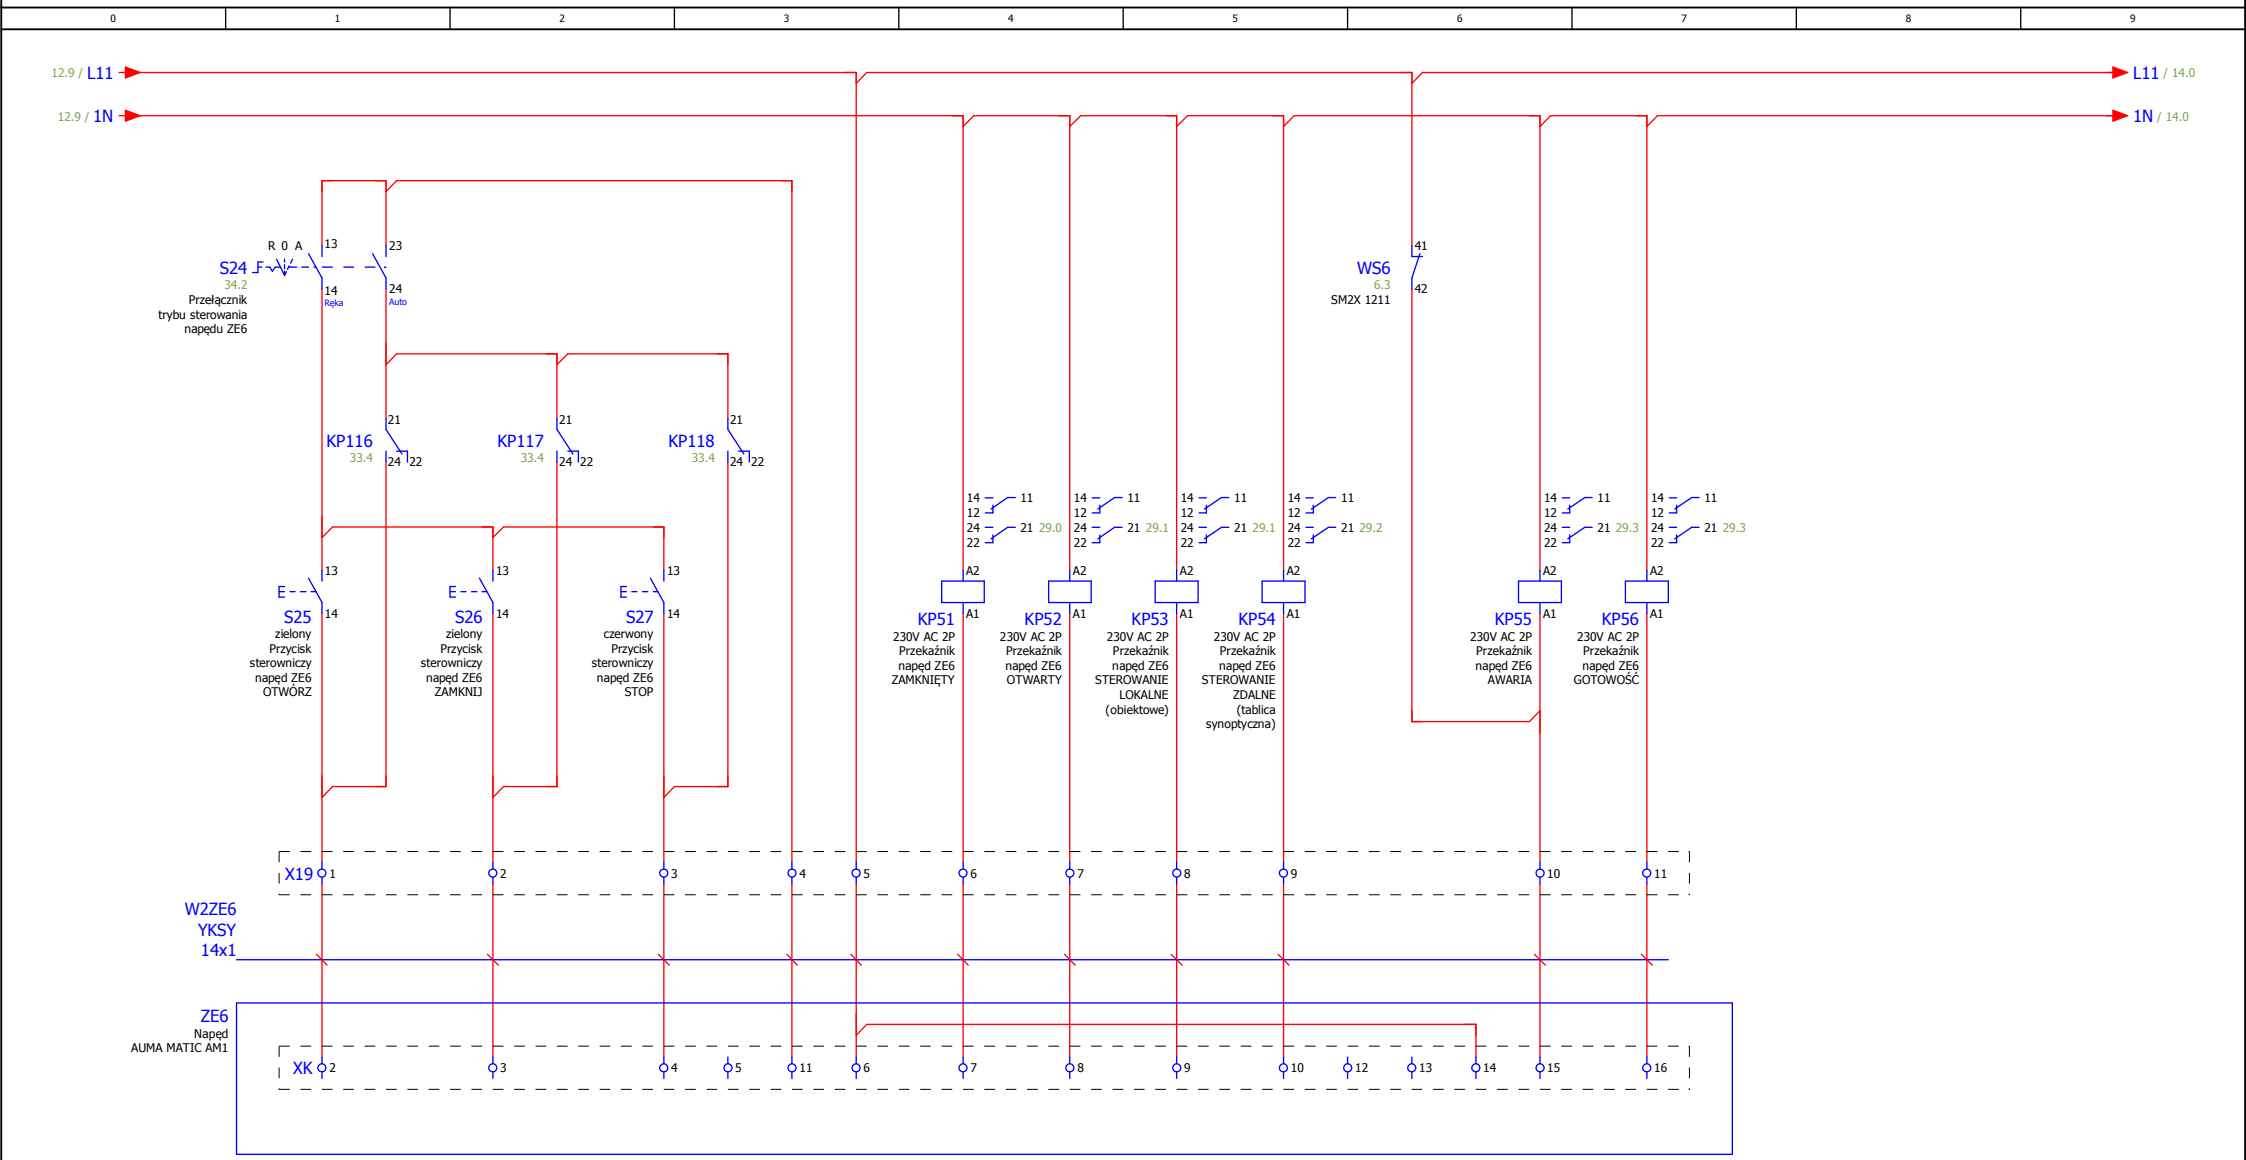 0 1 2 3 4 5 6 7 8 9
12.9 / L11
L11 / 14.0
12.9 / 1N
1N / 14.0
R 0 A
13
23
S24
34.2
14
Ręka
24
Auto
Przełącznik
trybu sterowania
napędu ZE6
41
WS6
6.3
42
SM2X 1211
21
KP116
33.4
24 22
21
KP117
33.4
24 22
21
KP118
33.4
24 22
14 11
12
24 21 29.0
22
14 11
12
24 21 29.1
22
14 11
12
24 21 29.1
22
14 11
12
24 21 29.2
22
14 11
12
24 21 29.3
22
14 11
12
24 21 29.3
22
13
E
S25
14
zielony
Przycisk
sterowniczy
napęd ZE6
OTWÓRZ
13
E
S26
14
zielony
Przycisk
sterowniczy
napęd ZE6
ZAMKNIJ
13
E
S27
14
czerwony
Przycisk
sterowniczy
napęd ZE6
STOP
A2
A1
KP51
230V AC 2P
Przekaźnik
napęd ZE6
ZAMKNIĘTY
A2
A1
KP52
230V AC 2P
Przekaźnik
napęd ZE6
OTWARTY
A2
A1
KP53
230V AC 2P
Przekaźnik
napęd ZE6
STEROWANIE
LOKALNE
(obiektowe)
A2
A1
KP54
230V AC 2P
Przekaźnik
napęd ZE6
STEROWANIE
ZDALNE
(tablica
synoptyczna)
A2
A1
KP55
230V AC 2P
Przekaźnik
napęd ZE6
AWARIA
A2
A1
KP56
230V AC 2P
Przekaźnik
napęd ZE6
GOTOWOŚĆ
X19 1 2 3 4 5 6 7 8 9 10 11
W2ZE6
YKSY
14x1
ZE6
Napęd
AUMA MATIC AM1
XK 2 3 4 5 11 6 7 8 9 10 12 13 14 15 16